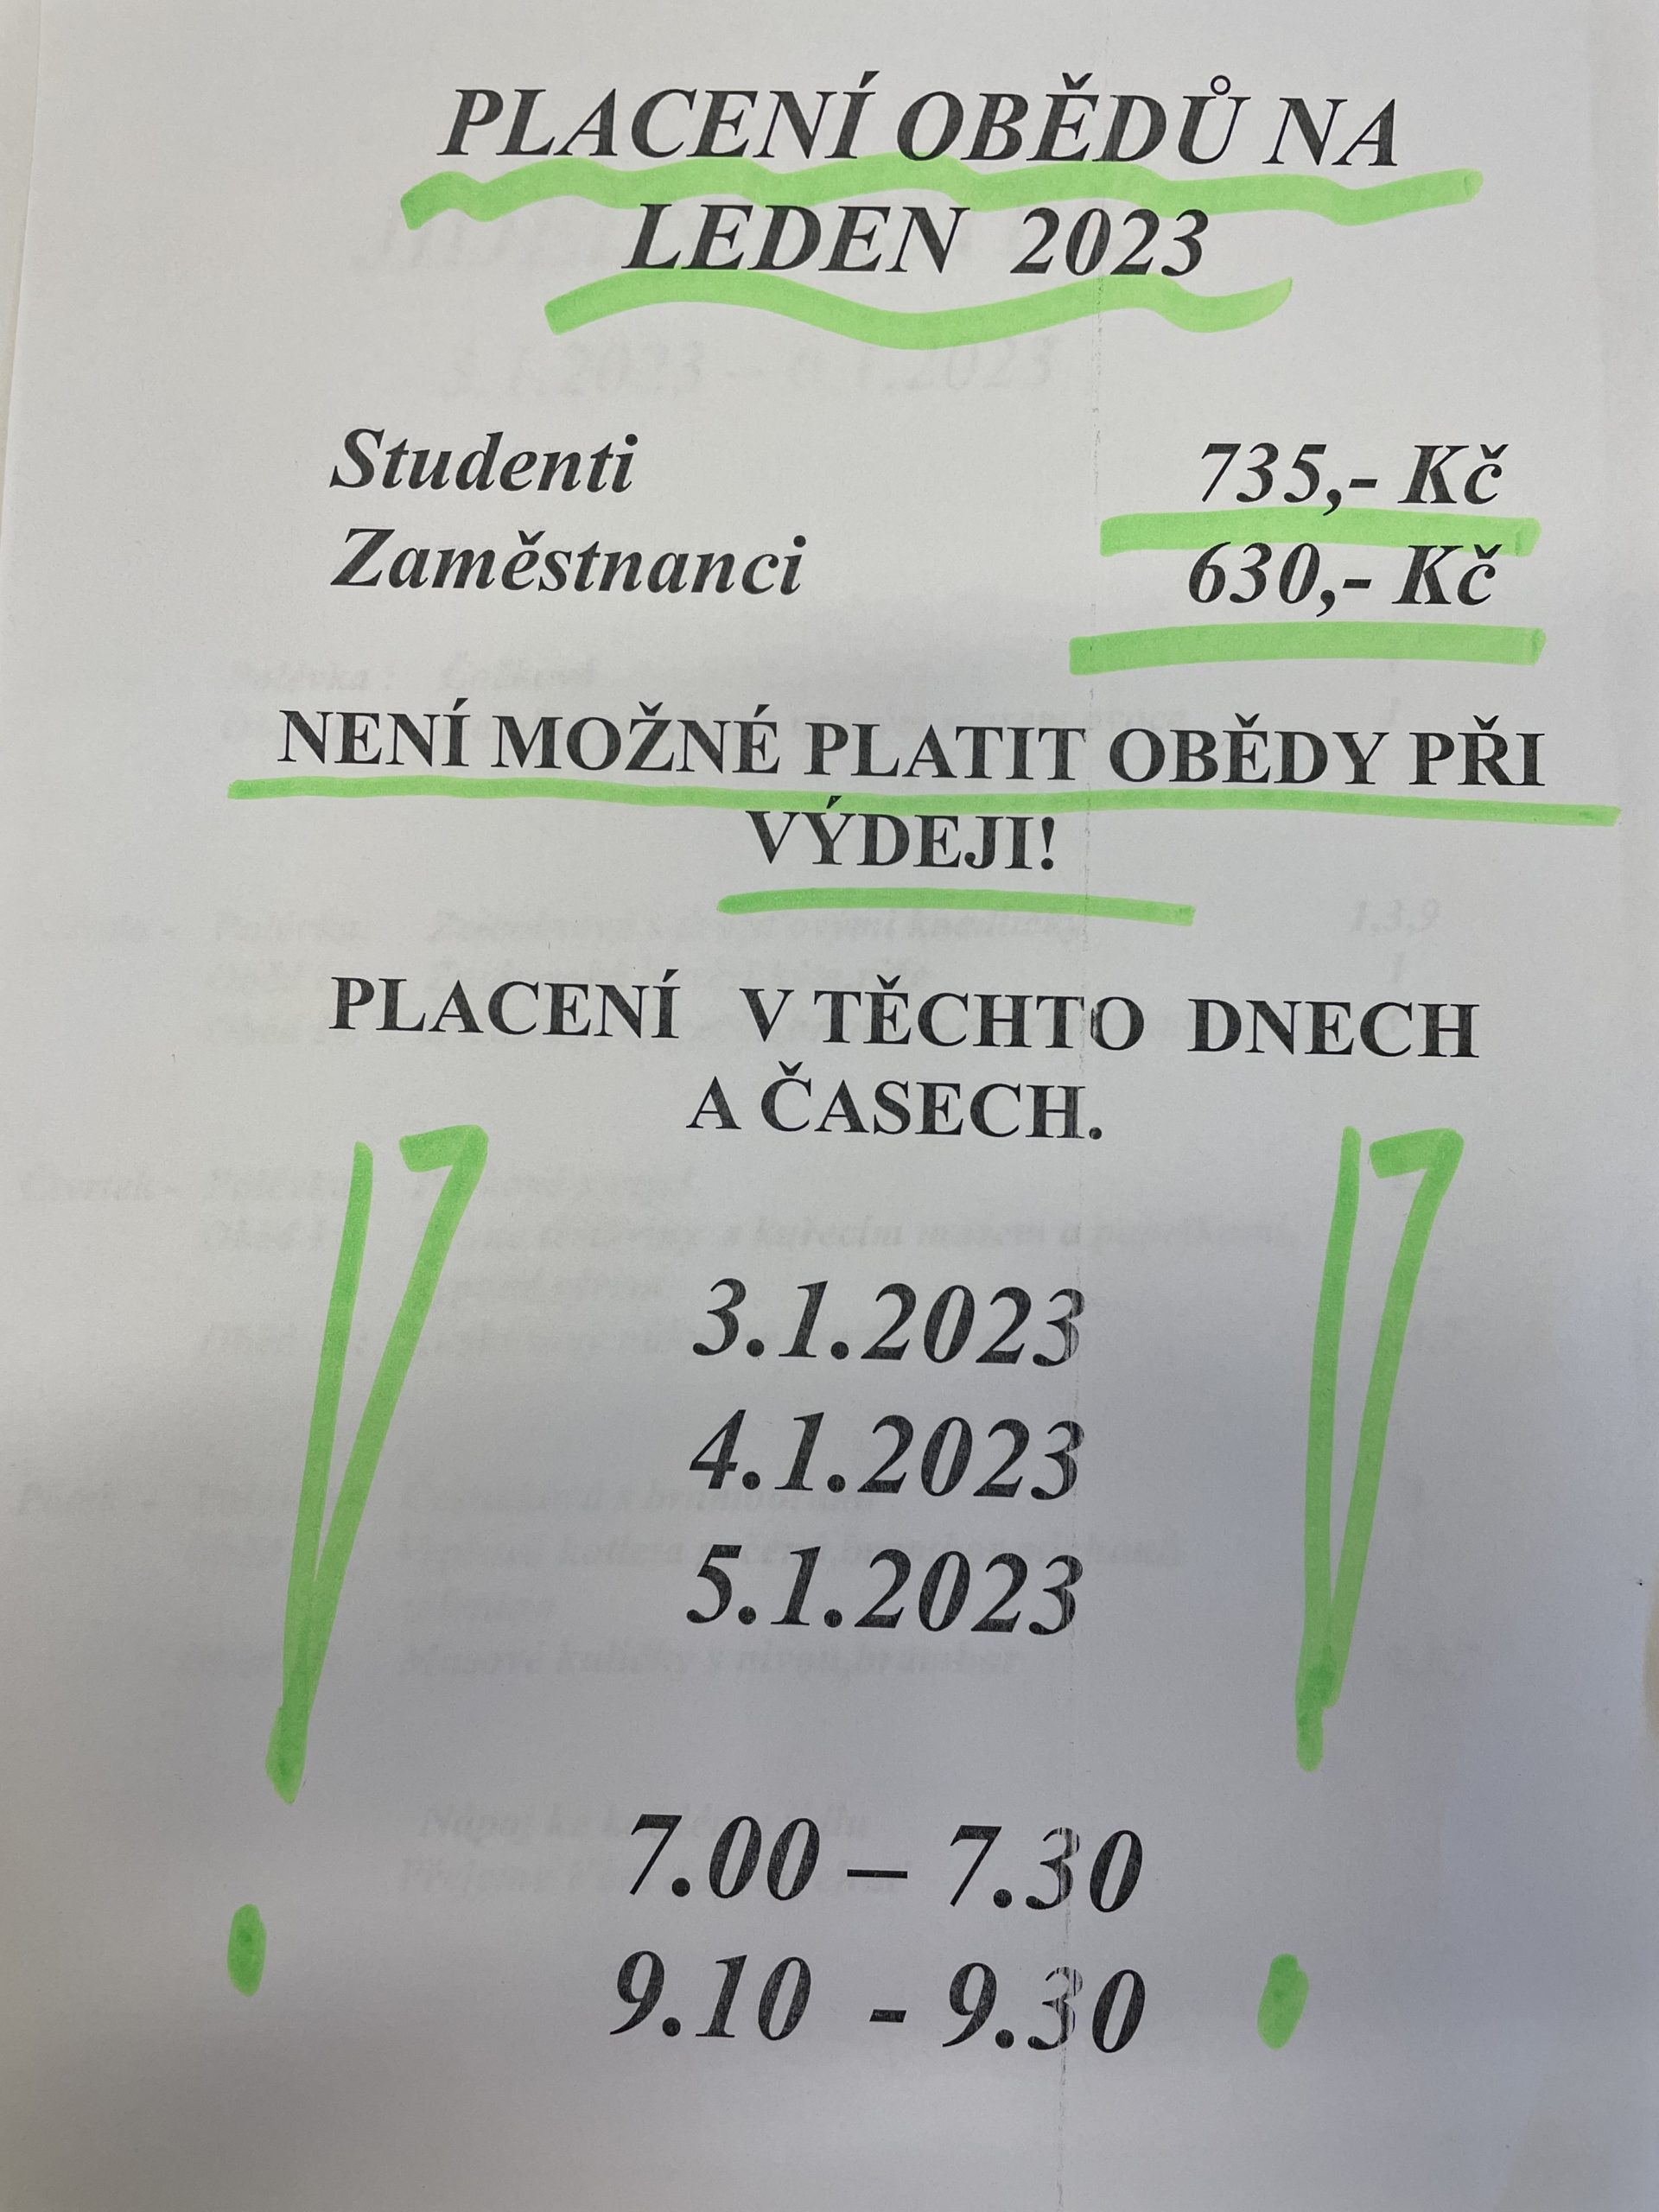 PLACENÍ OBĚDŮ NA
LEDEN 2023
Studenti 735,- Kč
Zaměstnanci 630,- Kč
NENÍ MOŽNÉ PLATIT OBĚDY PŘI
VÝDEJI!
PLACENÍ V TĚCHTO DNECH
A ČASECH.
3.1.2023
4.1.2023
5.1.2023
7.00 – 7.30
9.10 - 9.30